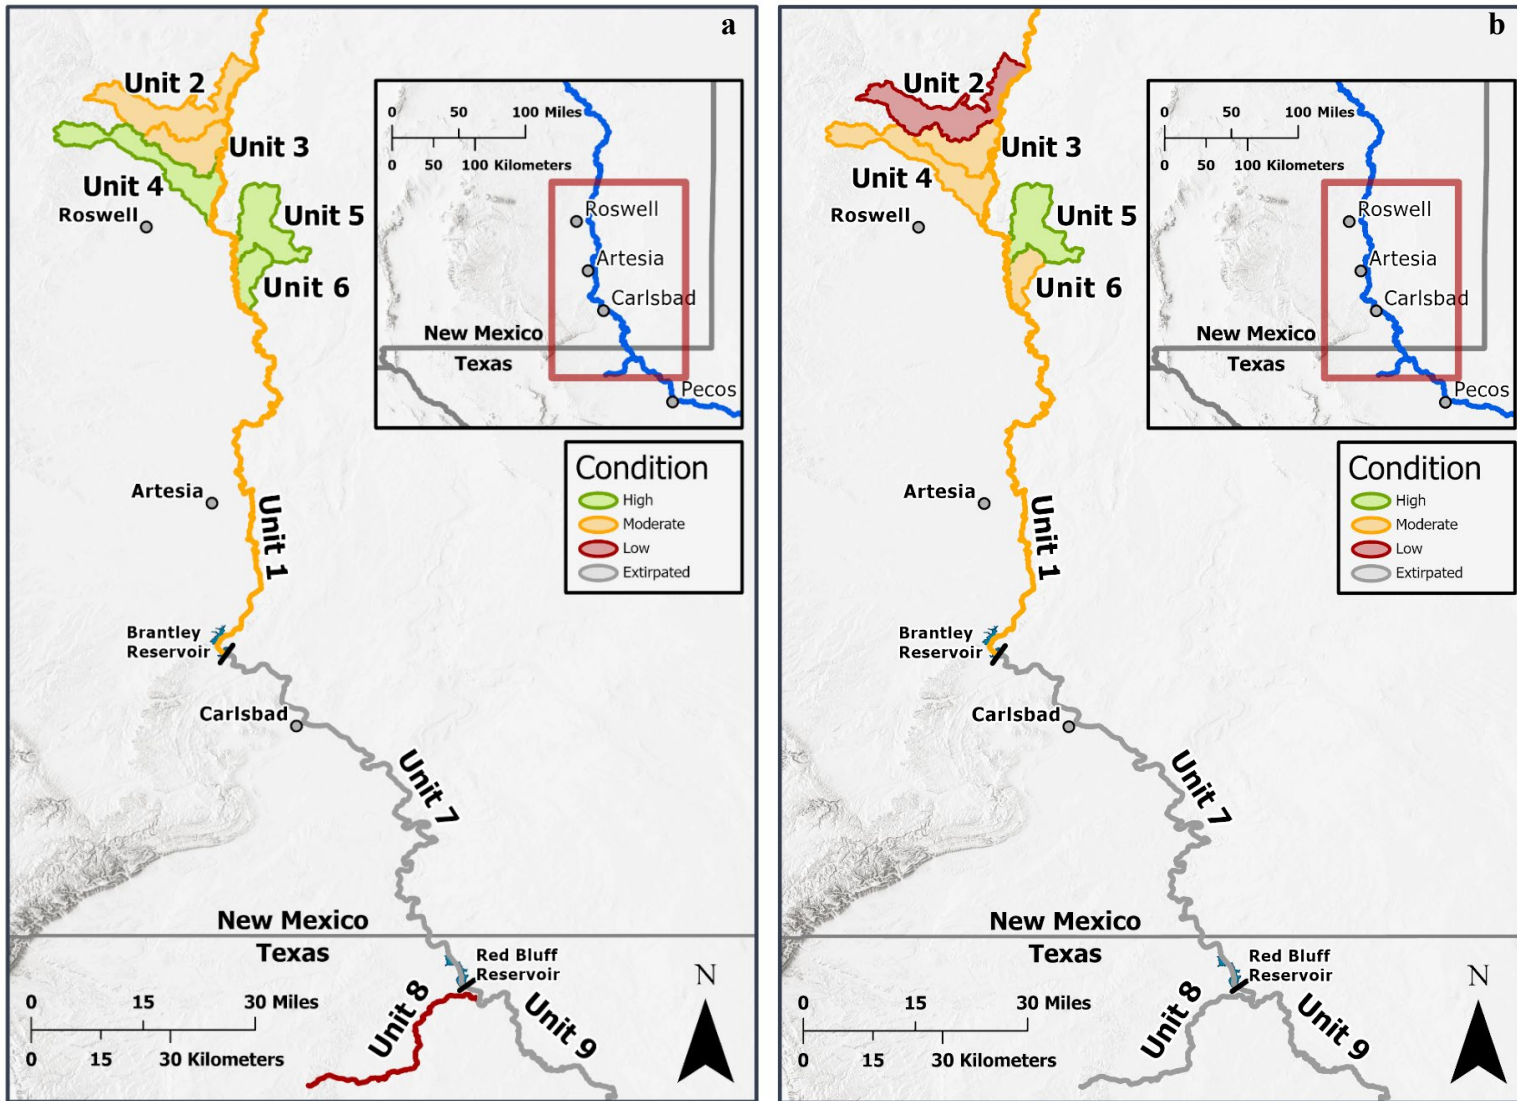 a
Unit 2
Unit 3
Unit 4
Roswell
Unit 5
Unit 6
0 50 100 Miles
0 50 100 Kilometers
Roswell
Artesia
Carlsbad
New Mexico
Texas
Pecos
Condition
High
Moderate
Low
Extirpated
Artesia
Unit 1
Brantley
Reservoir
Carlsbad
Unit 7
New Mexico
Texas
Red Bluff
Reservoir
N
0 15 30 Miles
0 15 30 Kilometers
Unit 8
Unit 9
b
Unit 2
Unit 3
Unit 4
Roswell
Unit 5
Unit 6
0 50 100 Miles
0 50 100 Kilometers
Roswell
Artesia
Carlsbad
New Mexico
Texas
Pecos
Condition
High
Moderate
Low
Extirpated
Artesia
Unit 1
Brantley
Reservoir
Carlsbad
Unit 7
New Mexico
Texas
Red Bluff
Reservoir
N
0 15 30 Miles
0 15 30 Kilometers
Unit 8
Unit 9